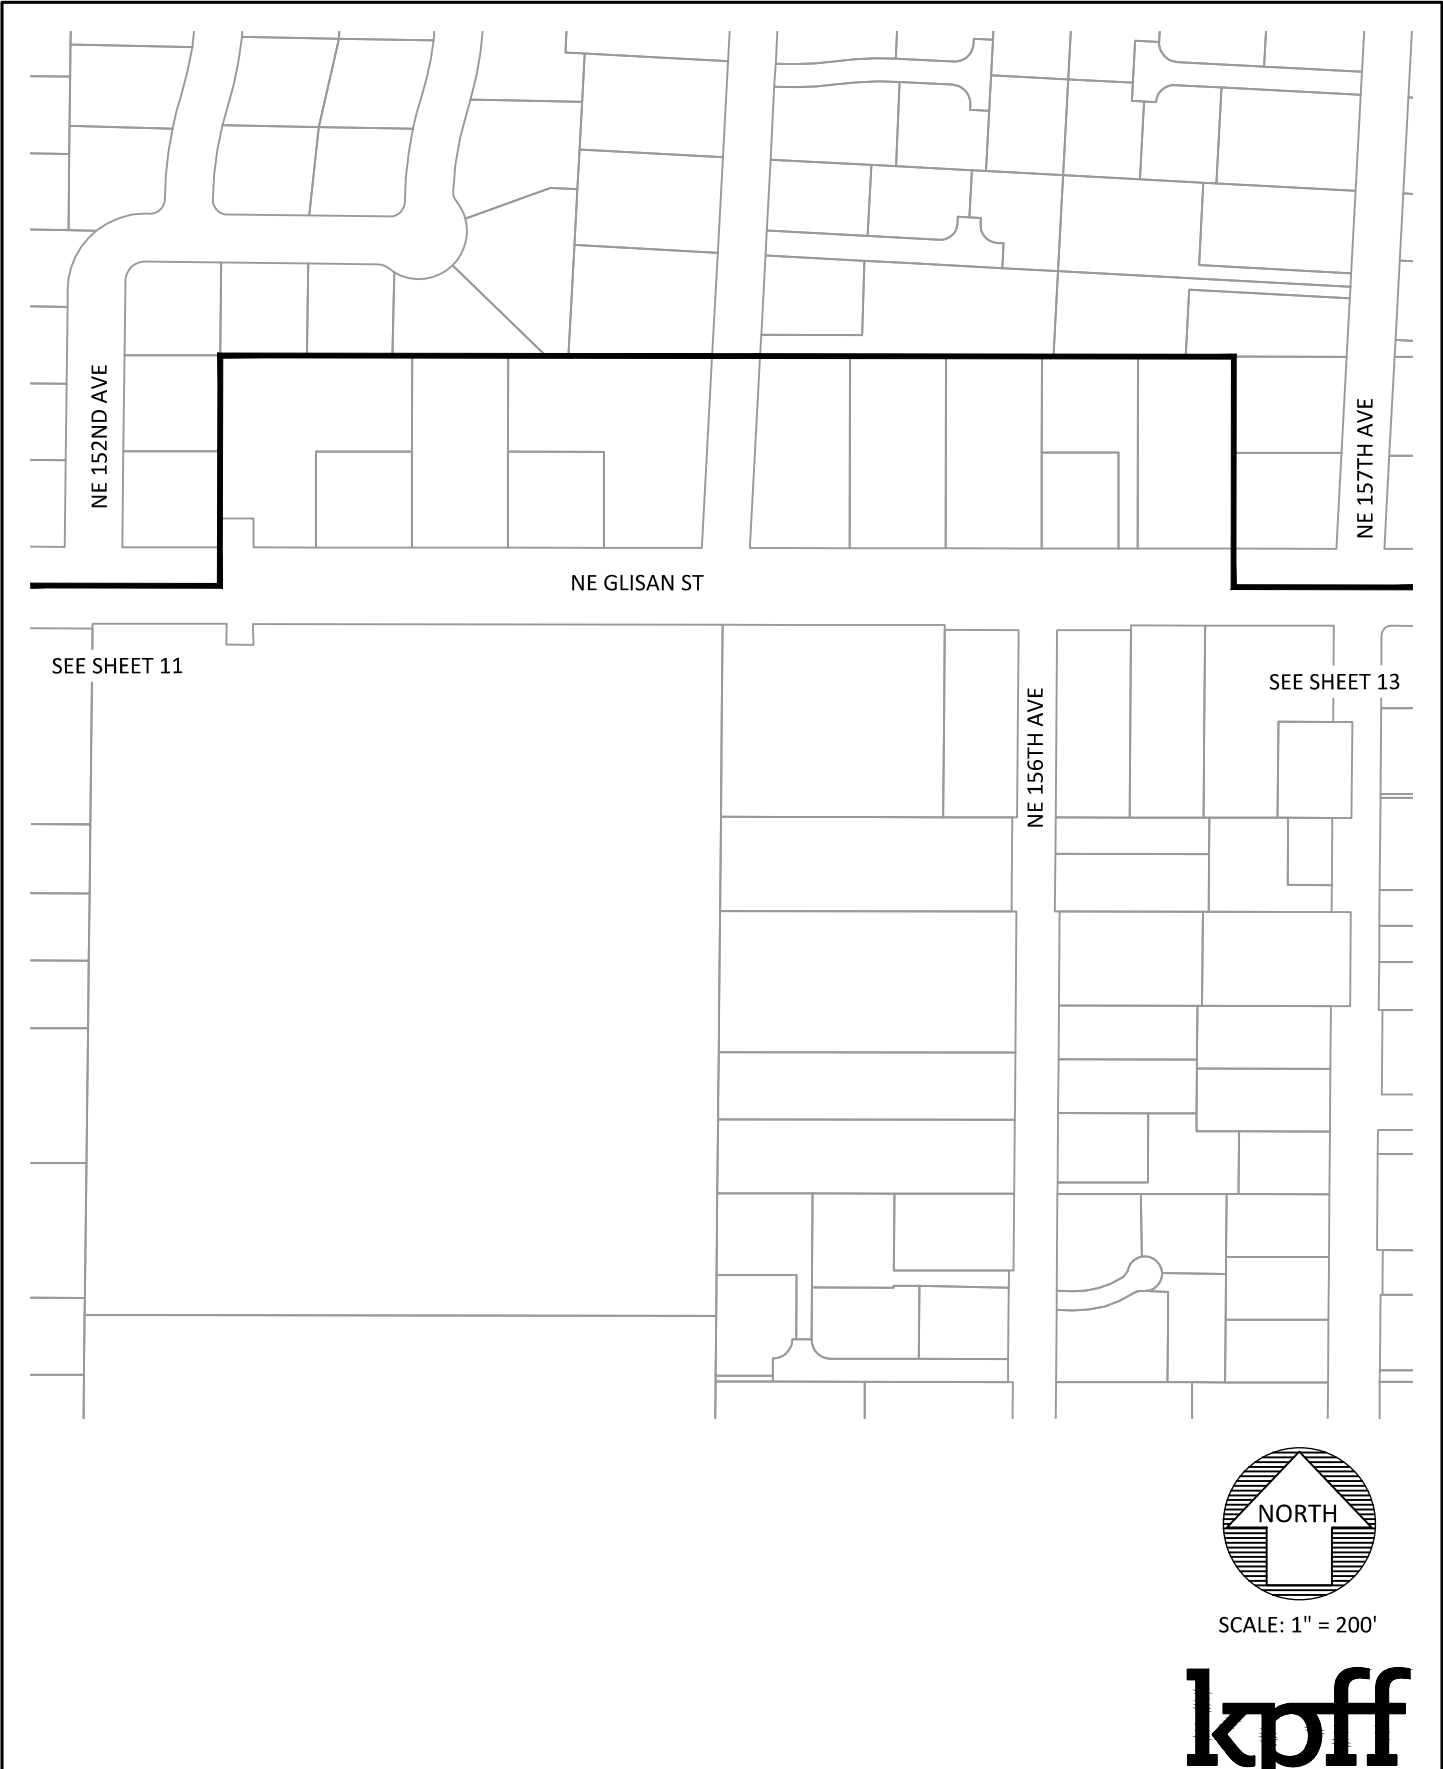 NE 152ND AVE
NE 157TH AVE
NE GLISAN ST
SEE SHEET 11
SEE SHEET 13
NE 156TH AVE
NORTH
SCALE: 1" = 200'
kpff